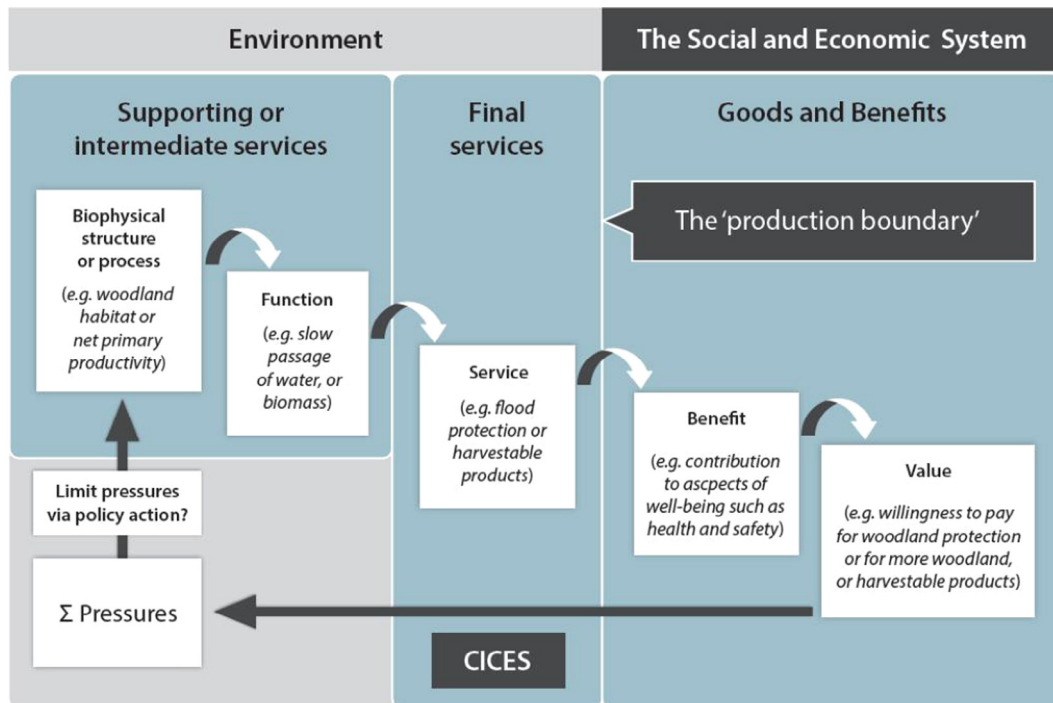 Environment
The Social and Economic System
Supporting or
intermediate services
Final
services
Goods and Benefits
The ‘production boundary’
Biophysical
structure
or process
(e.g. woodland
habitat or
net primary
productivity)
Function
(e.g. slow
passage
of water, or
biomass)
Service
(e.g. flood
protection or
harvestable
products)
Benefit
(e.g. contribution
to ascpects of
well-being such as
health and safety)
Value
(e.g. willingness to pay
for woodland protection
or for more woodland,
or harvestable products)
Limit pressures
via policy action?
Σ Pressures
CICES